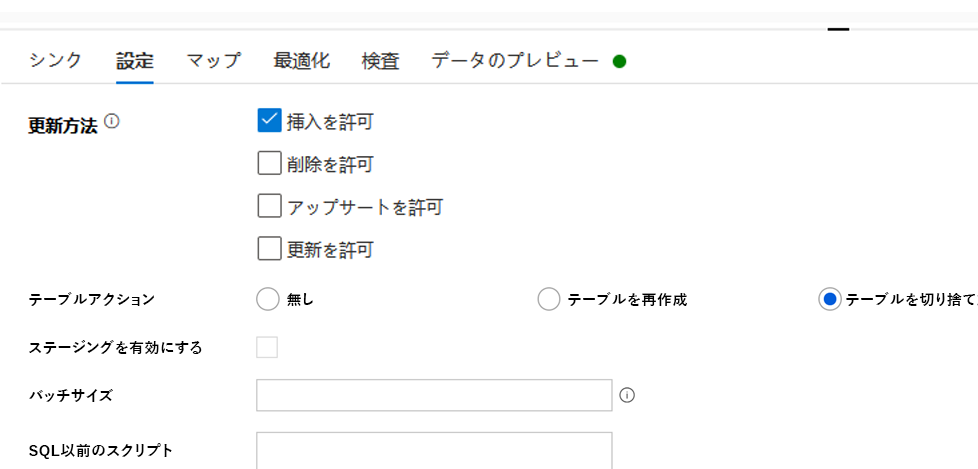 シンク 設定 マップ 最適化 検査 データのプレビュー
更新方法 挿入を許可
削除を許可
アップサートを許可
更新を許可
テーブルアクション 無し テーブルを再作成 テーブルを切り捨て
ステージングを有効にする
バッチサイズ
SQL以前のスクリプト